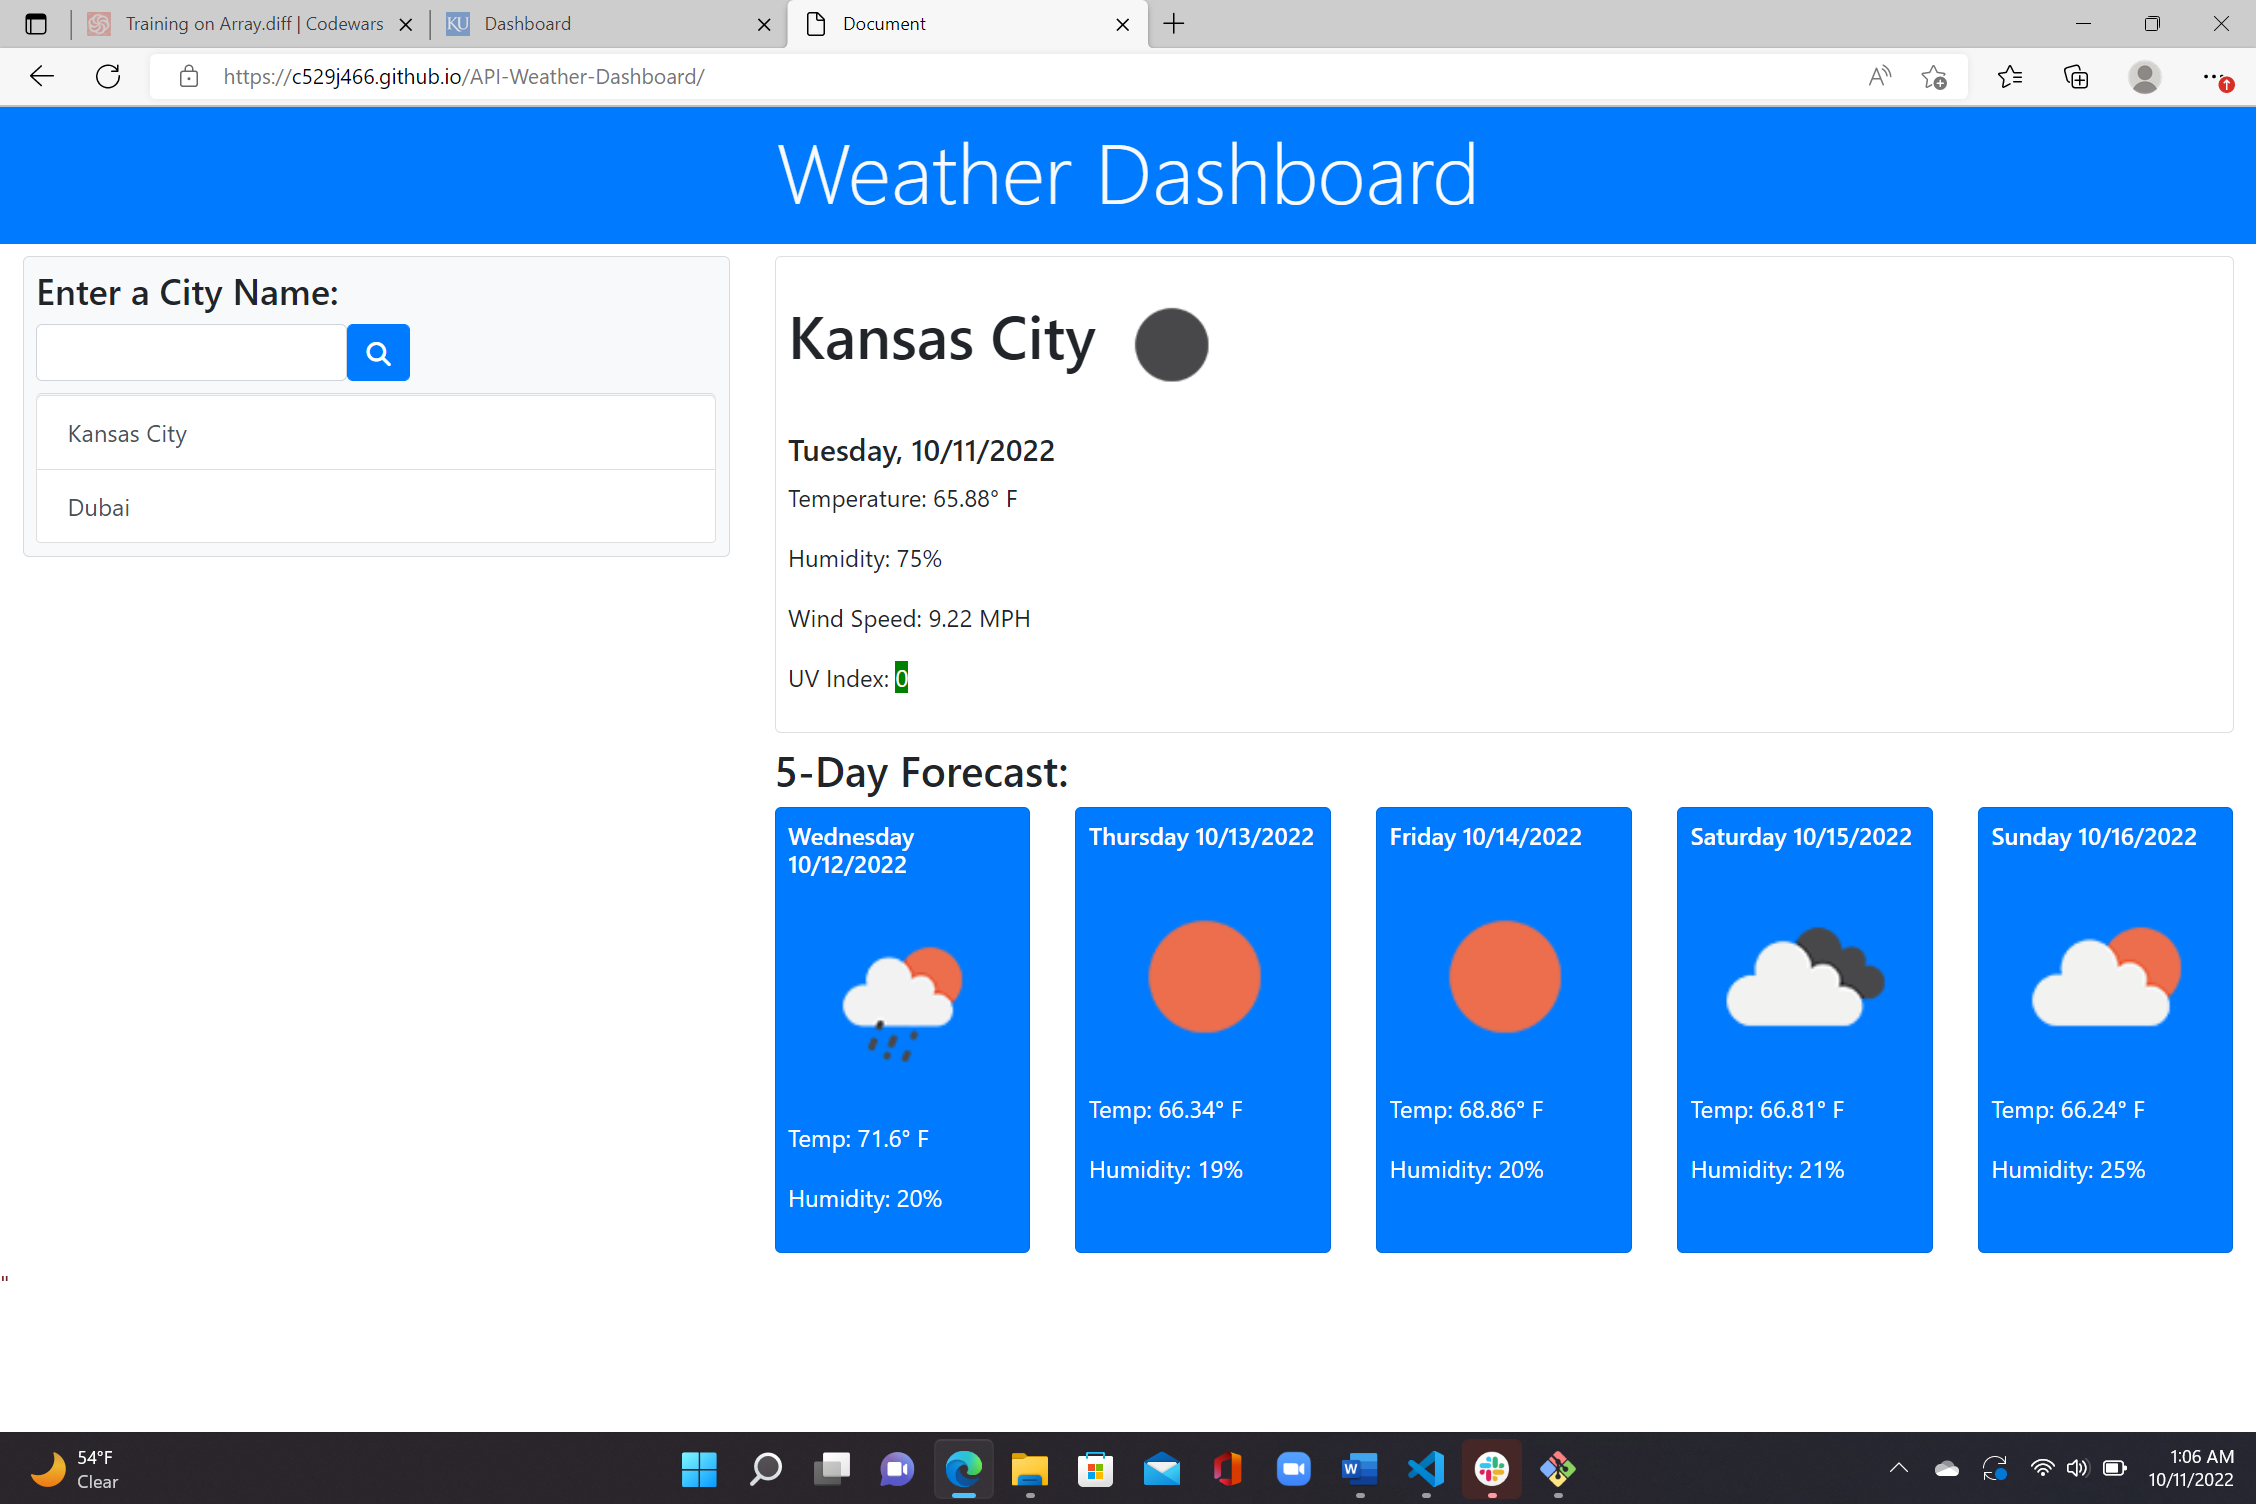 Training on Array.diff | Codewars
KU Dashboard
Document
https://c529j466.github.io/API-Weather-Dashboard/
Weather Dashboard
Enter a City Name:
Kansas City
Dubai
Kansas City
Tuesday, 10/11/2022
Temperature: 65.88° F
Humidity: 75%
Wind Speed: 9.22 MPH
UV Index: 0
5-Day Forecast:
Wednesday
10/12/2022
Temp: 71.6° F
Humidity: 20%
Thursday 10/13/2022
Temp: 66.34° F
Humidity: 19%
Friday 10/14/2022
Temp: 68.86° F
Humidity: 20%
Saturday 10/15/2022
Temp: 66.81° F
Humidity: 21%
Sunday 10/16/2022
Temp: 66.24° F
Humidity: 25%
"
54°F
Clear
W
1:06 AM
10/11/2022